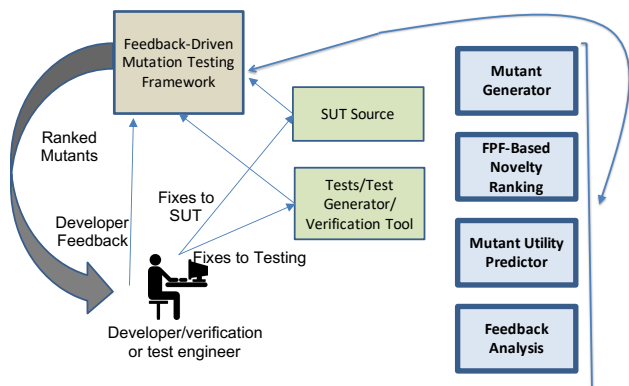 Feedback-Driven
Mutation Testing
Framework
Ranked
Mutants
Developer
Feedback
Fixes to
SUT
Fixes to Testing
SUT Source
Tests/Test
Generator/
Verification Tool
Developer/verification
or test engineer
Mutant
Generator
FPF-Based
Novelty
Ranking
Mutant Utility
Predictor
Feedback
Analysis